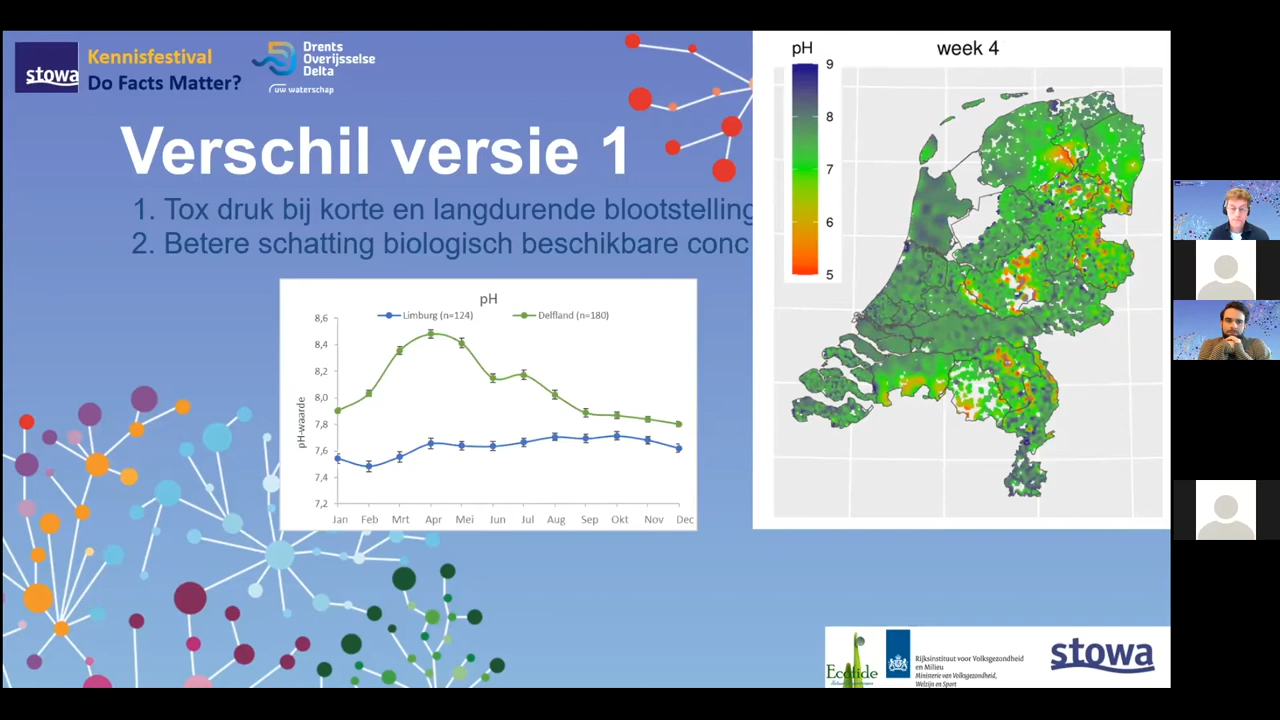 stowa
Kennisfestival
Do Facts Matter?
Drents
Overijsselse
Delta
uw waterschap
Verschil versie 1
1. Tox druk bij korte en langdurende blootstelling
2. Betere schatting biologisch beschikbare conc
pH
Limburg (n=124)
Delfland (n=180)
pH-waarde
8,6
8,4
8,2
8,0
7,8
7,6
7,4
7,2
Jan Feb Mrt Apr Mei Jun Jul Aug Sep Okt Nov Dec
pH
week 4
9
8
7
6
5
Ecofide
Rijksinstituut voor Volksgezondheid
en Milieu
Ministerie van Volksgezondheid,
Welzijn en Sport
stowa